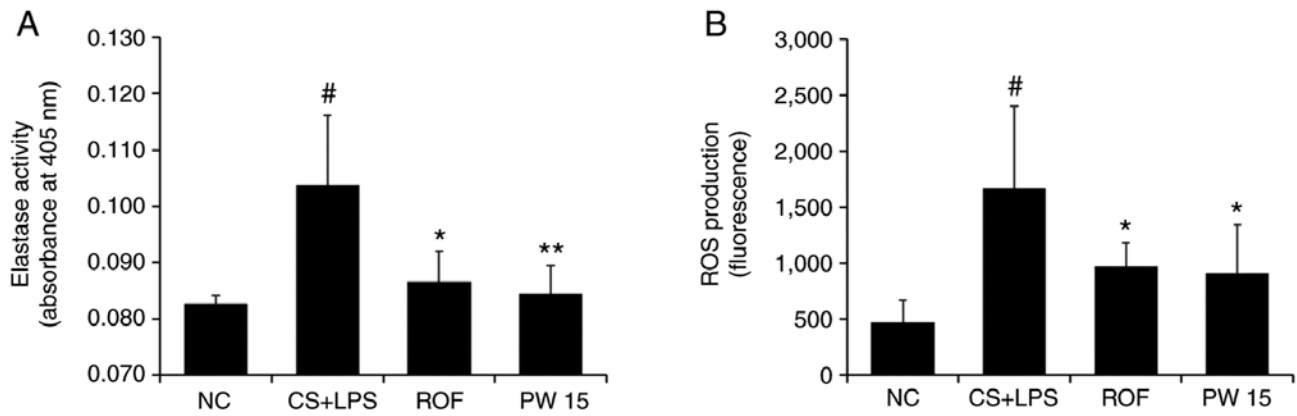 A
Elastase activity
(absorbance at 405 nm)
0.130
0.120
0.110
0.100
0.090
0.080
0.070
#
*
**
NC CS+LPS ROF PW 15
B
ROS production
(fluorescence)
3,000
2,500
2,000
1,500
1,000
500
0
#
*
*
NC CS+LPS ROF PW 15